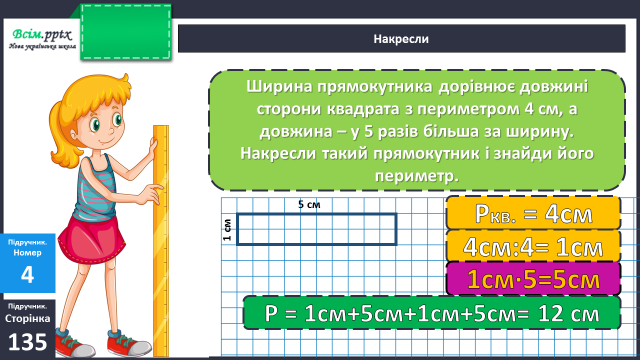 Всім.pptx
Нова українська школа
Накресли
Ширина прямокутника дорівнює довжині
сторони квадрата з периметром 4 см, а
довжина – у 5 разів більша за ширину.
Накресли такий прямокутник і знайди його
периметр.
5 см
1 см
Pкв. = 4см
4см:4= 1см
1см·5=5см
P = 1см+5см+1см+5см= 12 см
Підручник.
Номер
4
Підручник.
Сторінка
135